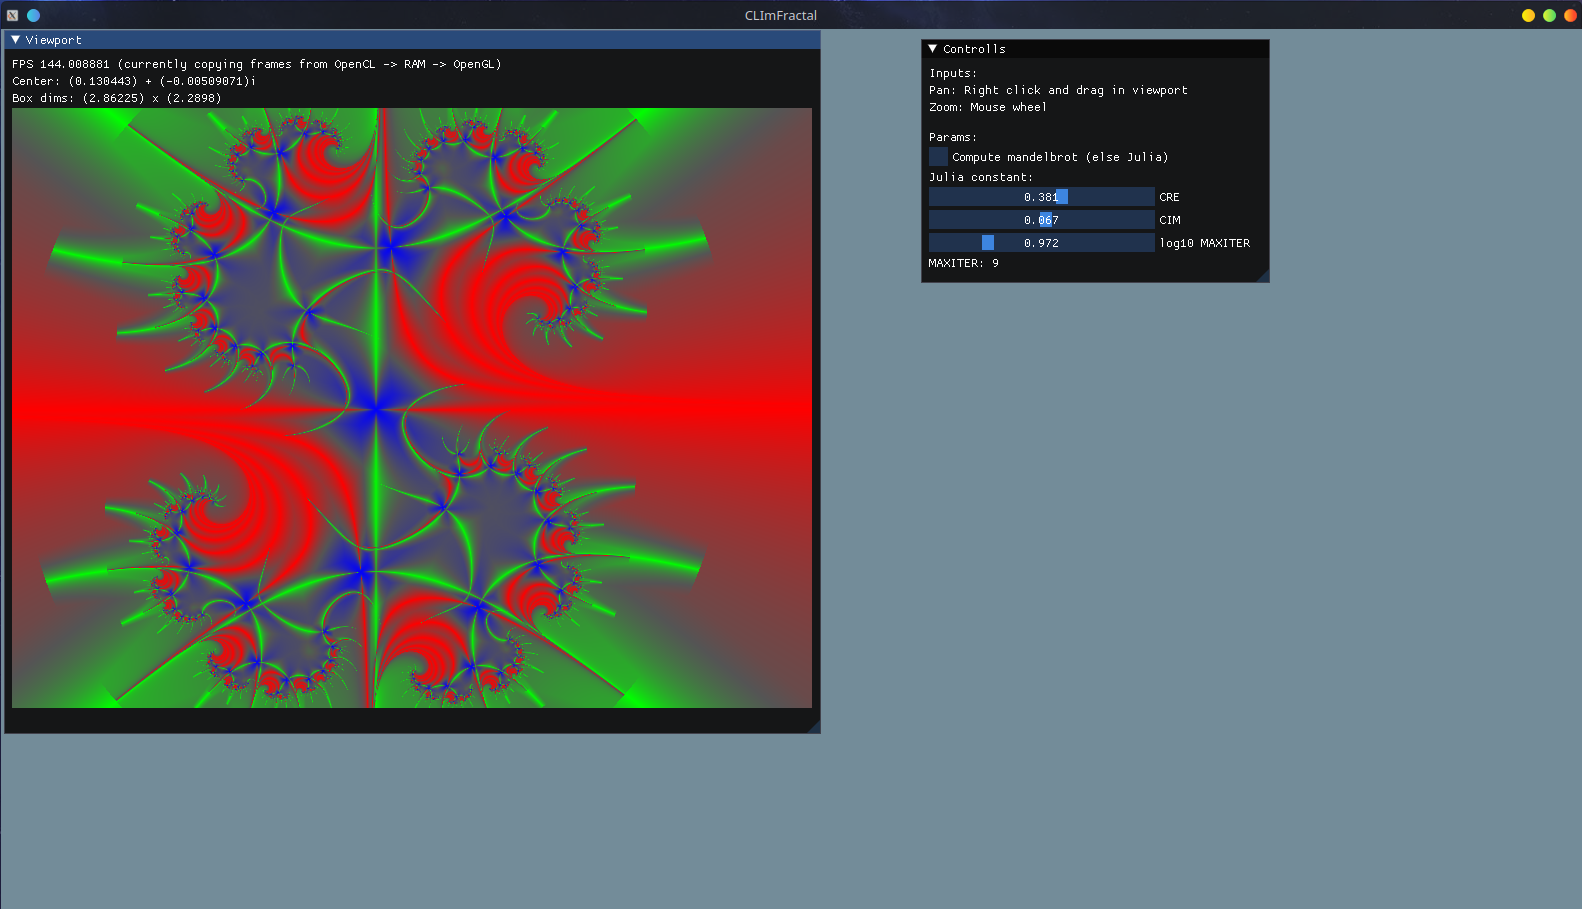 CLImFractal
Viewport
FPS 144.008881 (currently copying frames from OpenCL -> RAM -> OpenGL)
Center: (0.130443) + (-0.00509071)i
Box dims: (2.86225) x (2.2898)
Controlls
Inputs:
Pan: Right click and drag in viewport
Zoom: Mouse wheel
Params:
Compute mandelbrot (else Julia)
Julia constant:
0.381 CRE
0.067 CIM
0.972 log10 MAXITER
MAXITER: 9